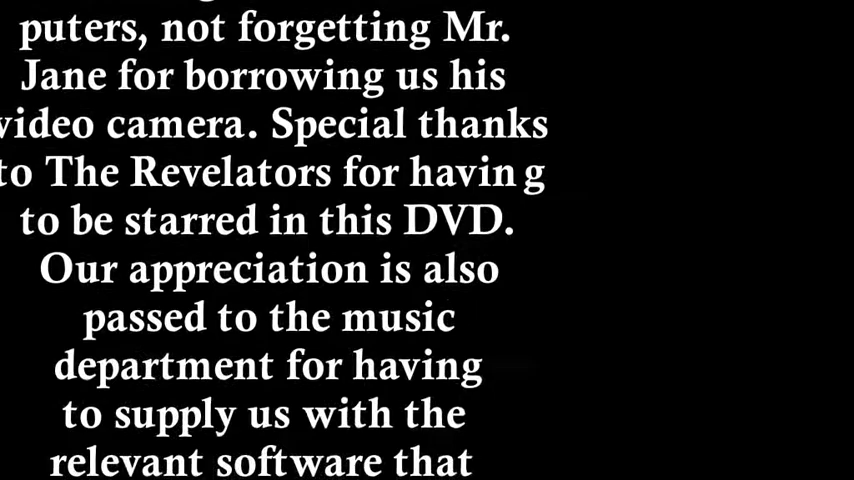 puters, not forgetting Mr.
Jane for borrowing us his
video camera. Special thanks
to The Revelators for having
to be starred in this DVD.
Our appreciation is also
passed to the music
department for having
to supply us with the
relevant software that